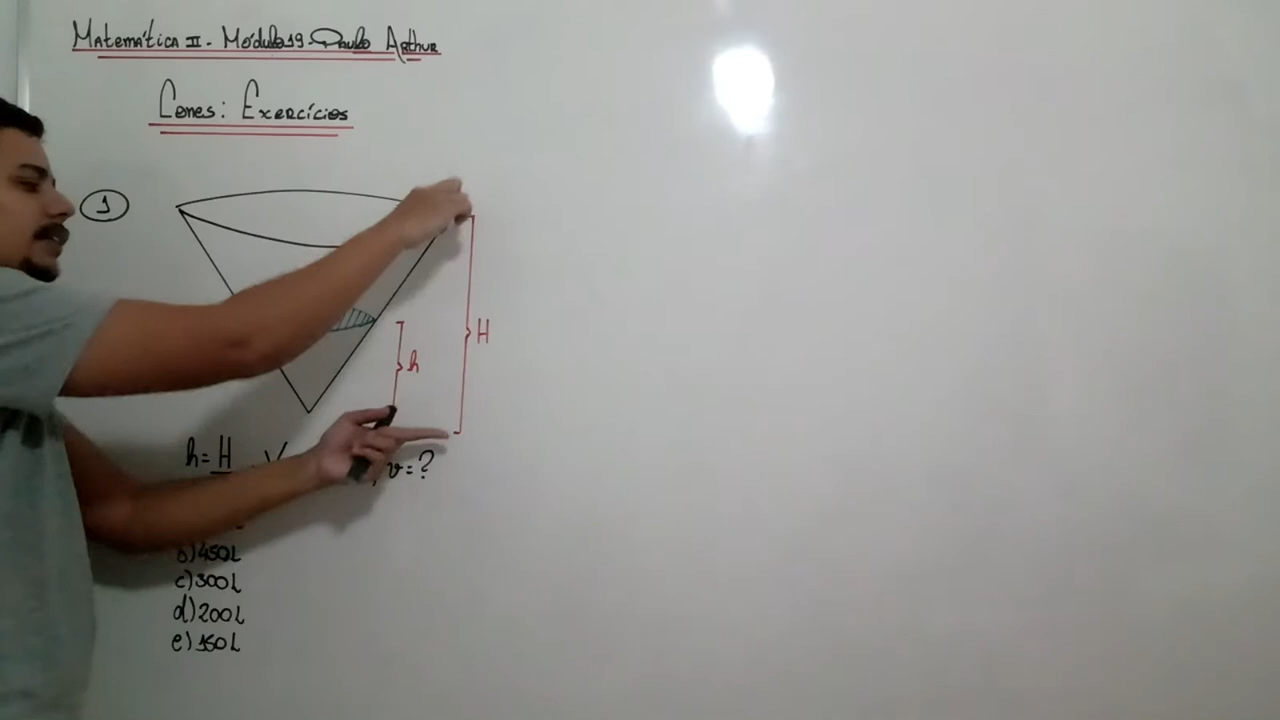 Matemática II - Módulo 19 - Paulo Arthur
Cones: Exercícios
1
H
h
h = H V v = ?
b) 450L
c) 300L
d) 200L
e) 150L